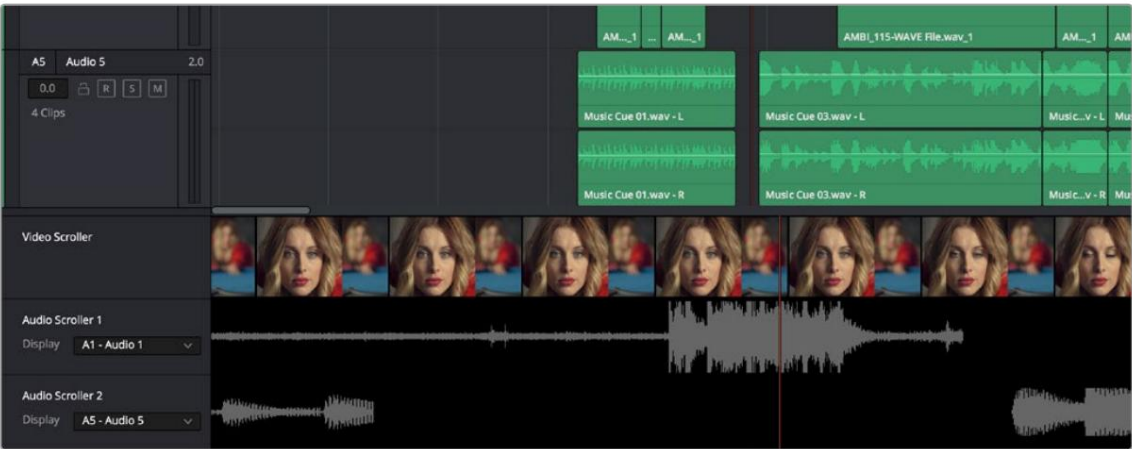 AM..._1
...
AM..._1
AMBI_115-WAVE File.wav_1
AM..._1
AM
A5 Audio 5 2.0
0.0 R S M
4 Clips
Music Cue 01.wav - L
Music Cue 03.wav - L
Music...v - L
Mu
Music Cue 01.wav - R
Music Cue 03.wav - R
Music...v - R
Mu
Video Scroller
Audio Scroller 1
Display A1 - Audio 1
Audio Scroller 2
Display A5 - Audio 5